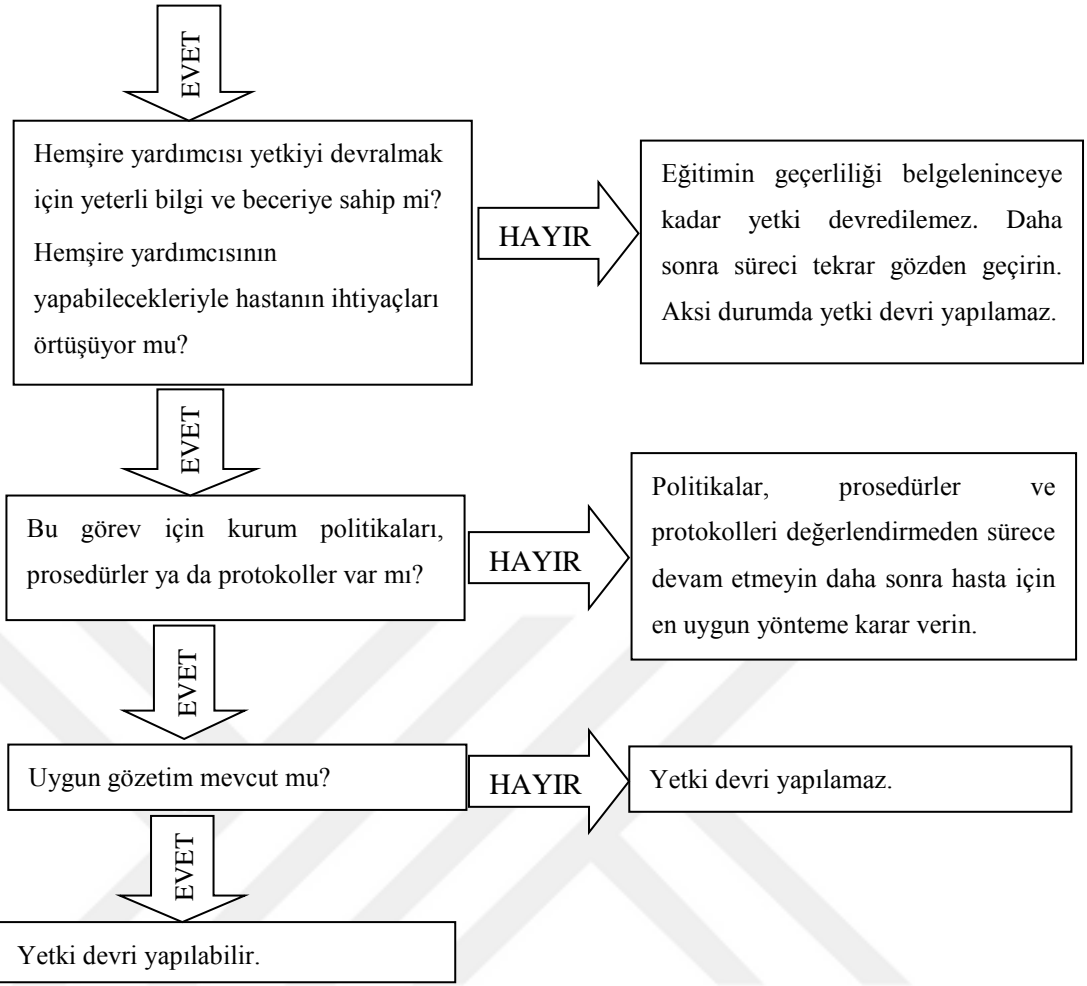 EVET
Hemşire yardımcısı yetkiyi devralmak
için yeterli bilgi ve beceriye sahip mi?
Hemşire yardımcısının
yapabilecekleriyle hastanın ihtiyaçları
örtüşüyor mu?
HAYIR
Eğitimin geçerliliği belgeleninceye
kadar yetki devredilemez. Daha
sonra süreci tekrar gözden geçirin.
Aksi durumda yetki devri yapılamaz.
EVET
Bu görev için kurum politikaları,
prosedürler ya da protokoller var mı?
HAYIR
Politikalar, prosedürler ve
protokolleri değerlendirmeden sürece
devam etmeyin daha sonra hasta için
en uygun yönteme karar verin.
EVET
Uygun gözetim mevcut mu?
HAYIR
Yetki devri yapılamaz.
EVET
Yetki devri yapılabilir.